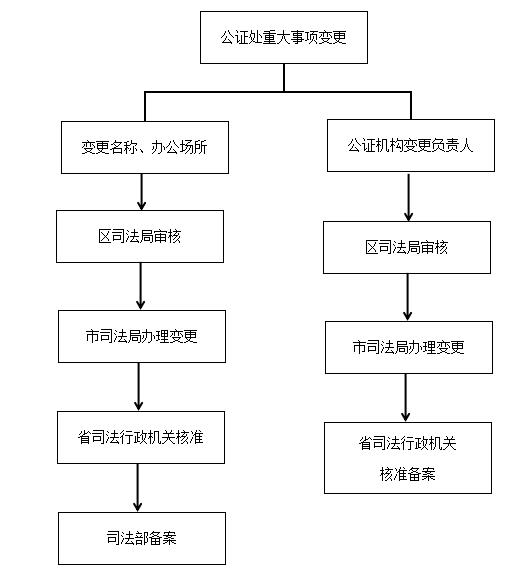 公证处重大事项变更
变更名称、办公场所
公证机构变更负责人
区司法局审核
区司法局审核
市司法局办理变更
市司法局办理变更
省司法行政机关核准
省司法行政机关
核准备案
司法部备案